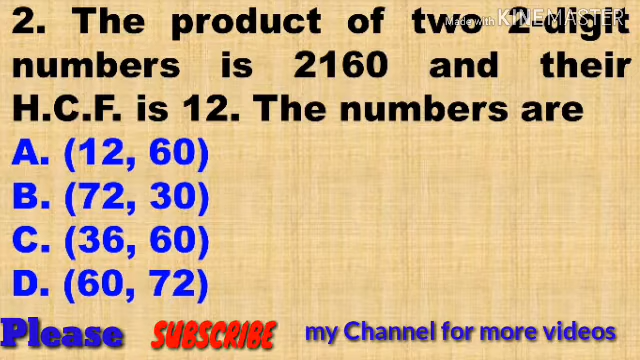 2. The product of two 2-digit
Made with KINEMASTER
numbers is 2160 and their
H.C.F. is 12. The numbers are
A. (12, 60)
B. (72, 30)
C. (36, 60)
D. (60, 72)
Please SUBSCRIBE my Channel for more videos